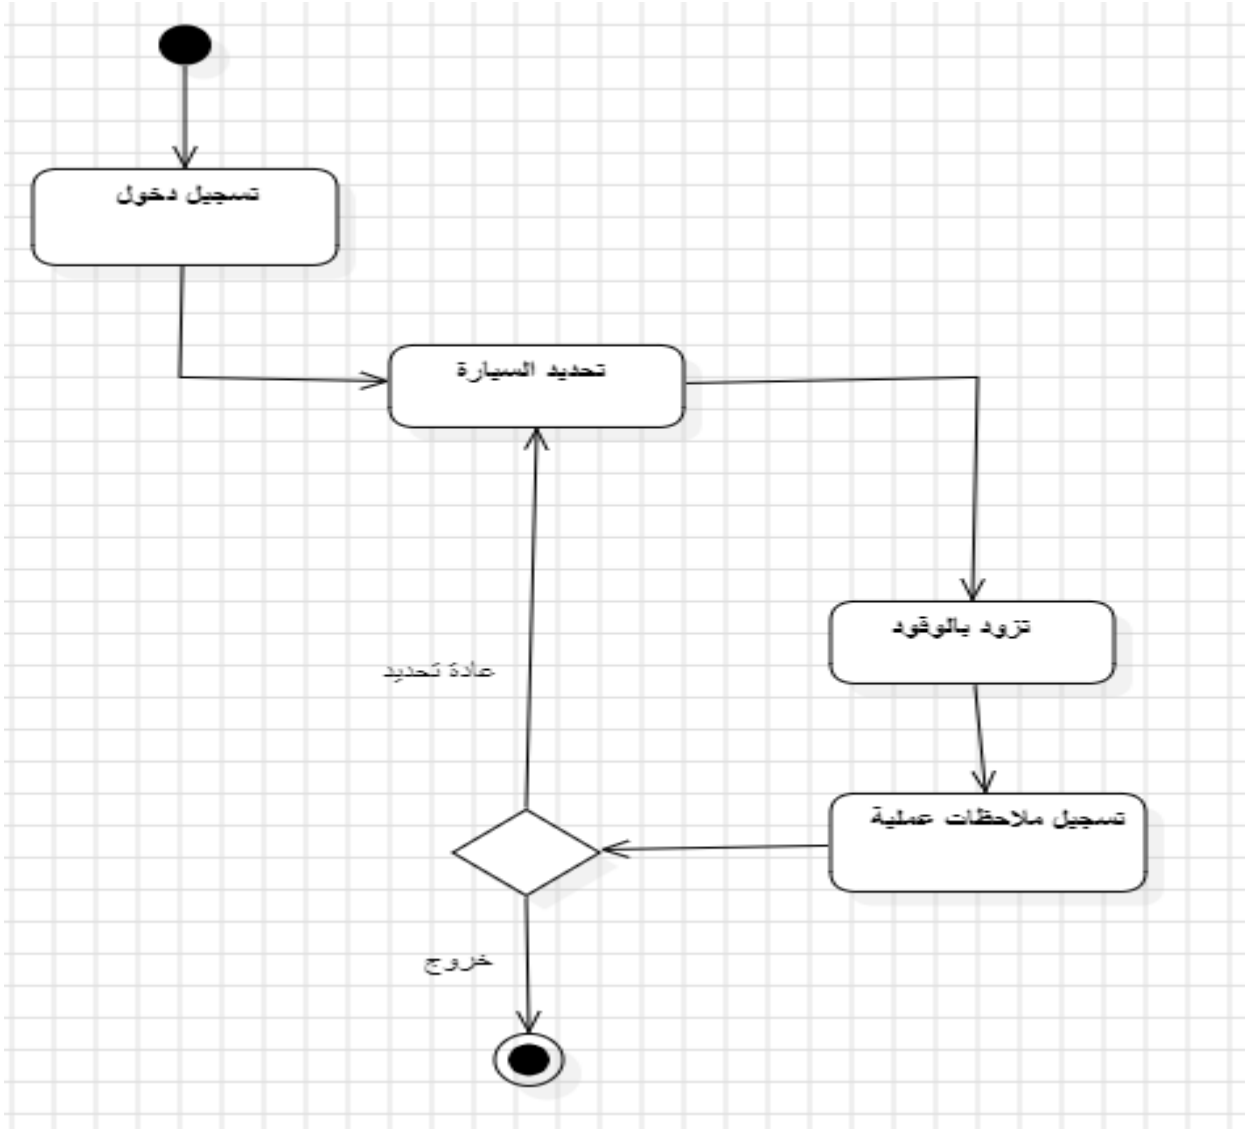 تسجيل دخول
تحديد السيارة
تزود بالوقود
عادة تحديد
تسجيل ملاحظات عملية
خروج